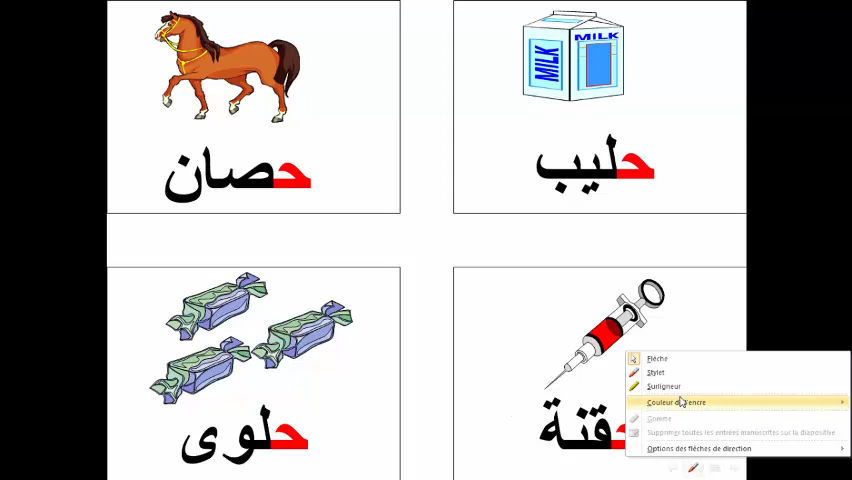 MILK
MILK
حليب
حصان
حقنة
حلوى
Flèche
Stylet
Surligneur
Couleur de l'encre
Gomme
Supprimer toutes les entrées manuscrites sur la diapositive
Options des flèches de direction